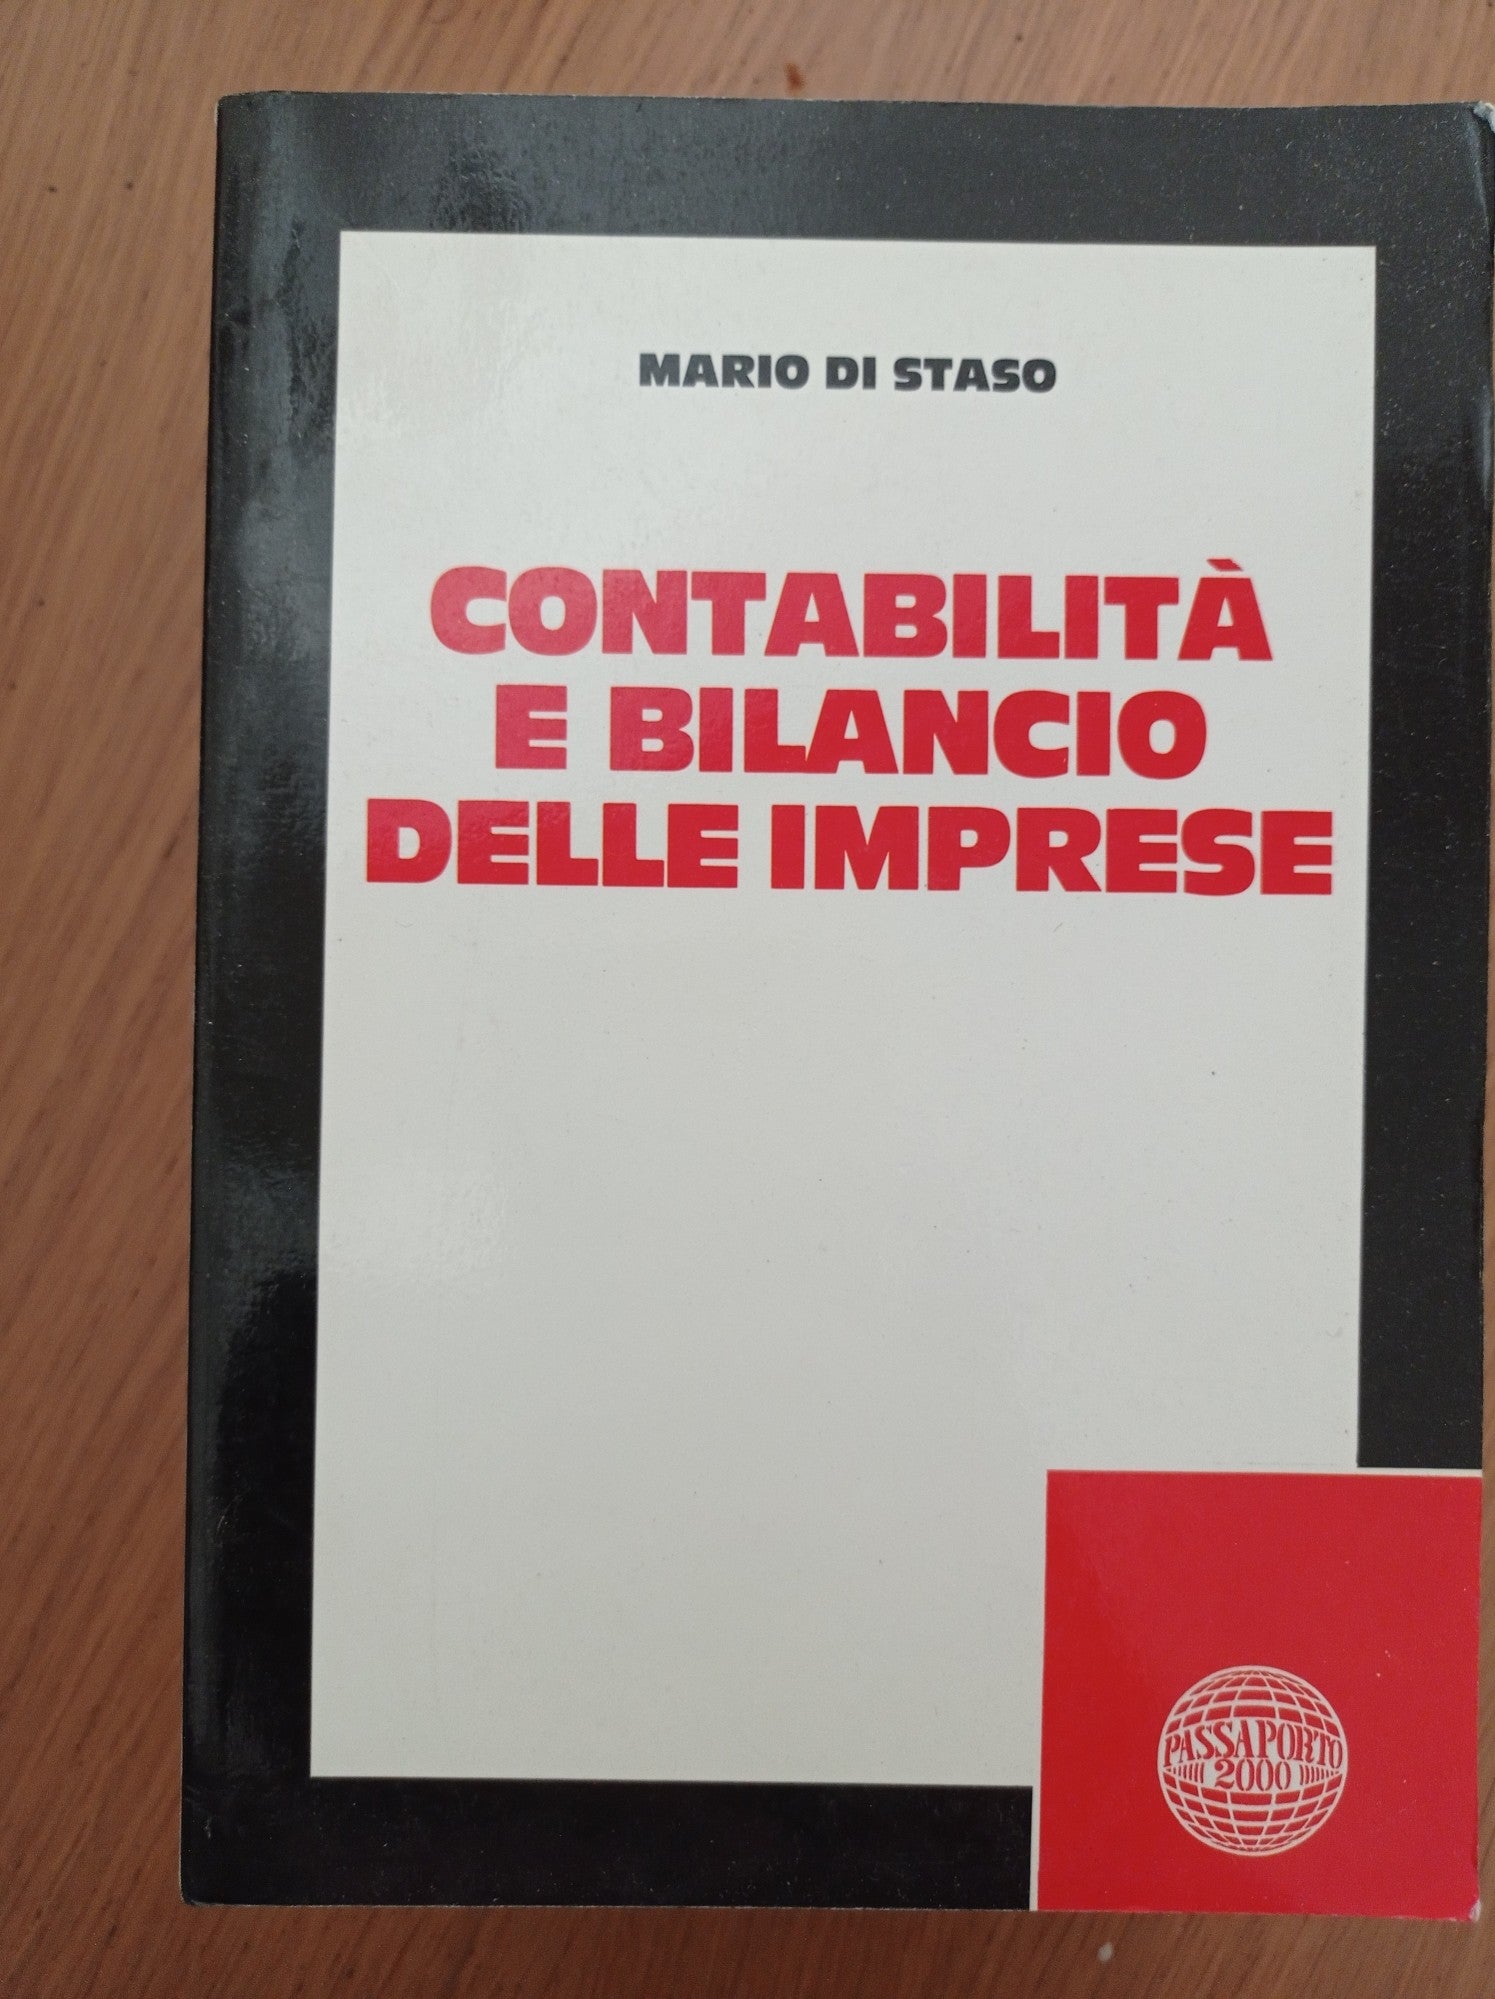 MARIO DI STASO
CONTABILITÀ
E BILANCIO
DELLE IMPRESE
PASSAPORTO
2000